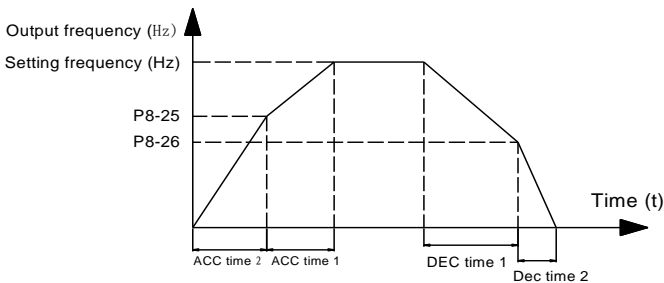 Output frequency (Hz)
Setting frequency (Hz)
P8-25
P8-26
Time (t)
ACC time 2
ACC time 1
DEC time 1
Dec time 2